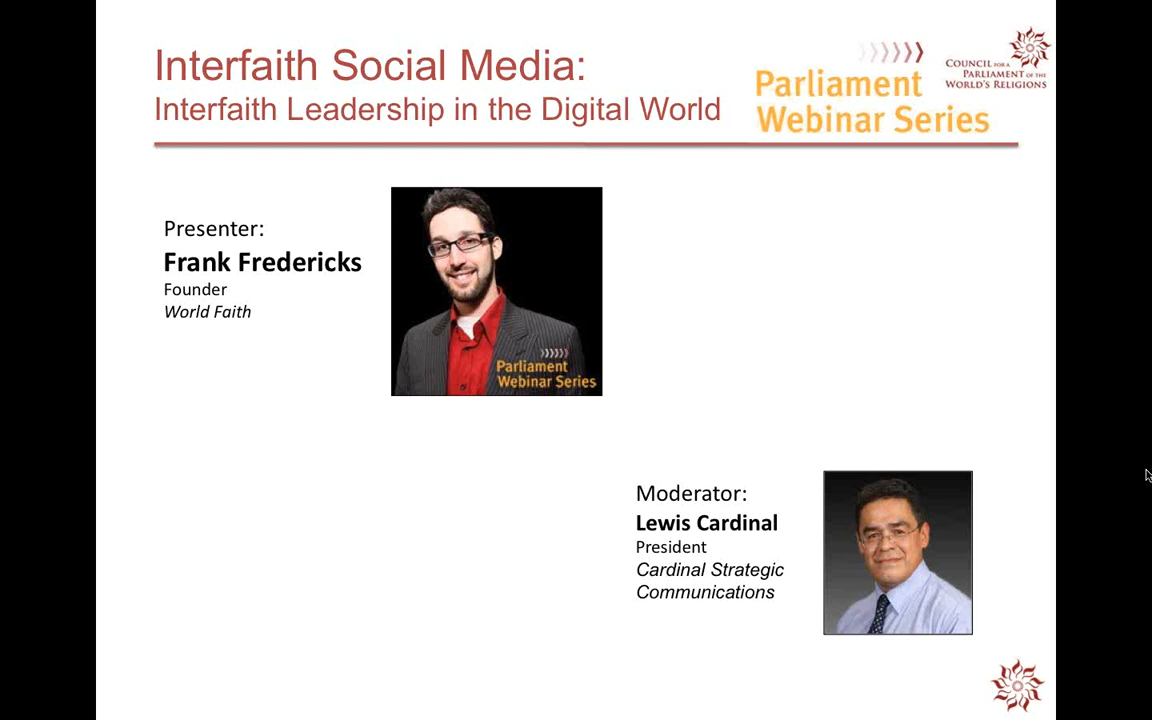 Interfaith Social Media:
Interfaith Leadership in the Digital World
Parliament
Webinar Series
COUNCIL FOR A
PARLIAMENT OF THE
WORLD'S RELIGIONS
Presenter:
Frank Fredericks
Founder
World Faith
Parliament
Webinar Series
Moderator:
Lewis Cardinal
President
Cardinal Strategic
Communications